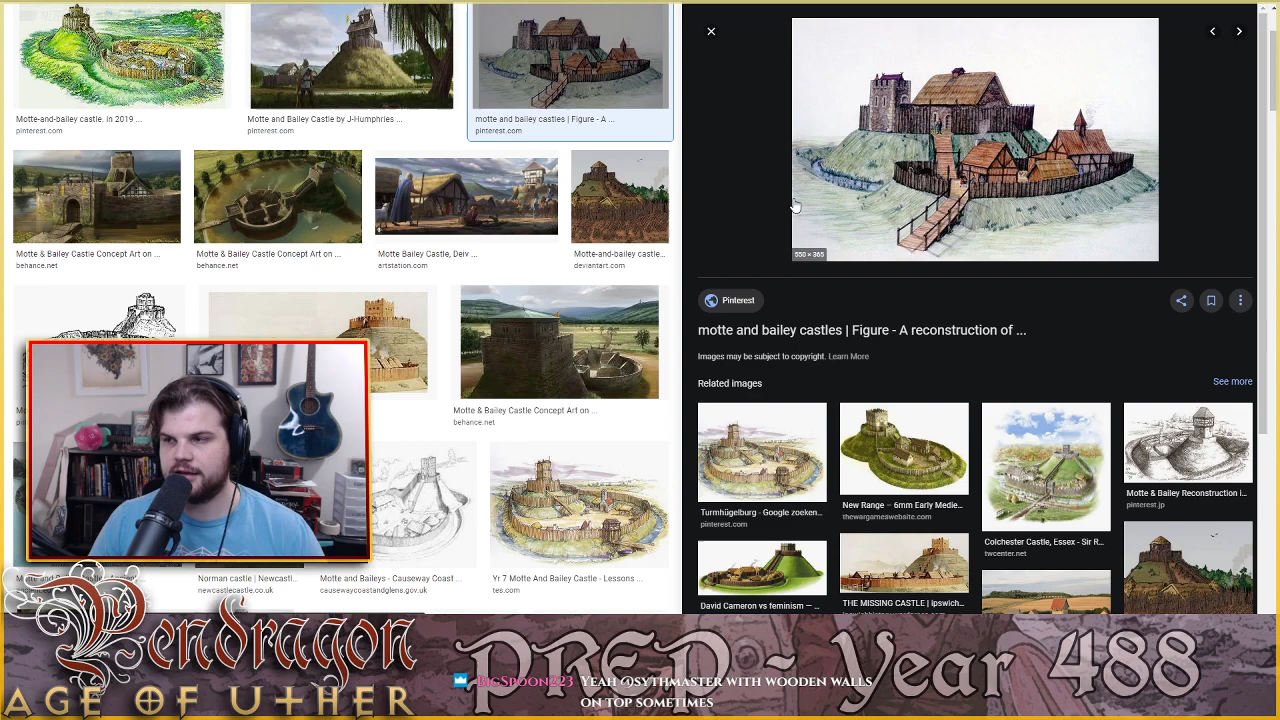 Motte-and-bailey castle. in 2019 ...
pinterest.com
Motte and Bailey Castle by J-Humphries ...
pinterest.com
motte and bailey castles | Figure - A ...
pinterest.com
Motte & Bailey Castle Concept Art on ...
behance.net
Motte & Bailey Castle Concept Art on ...
behance.net
Motte Bailey Castle, Deiv ...
artstation.com
Motte-and-bailey castle...
deviantart.com
Motte & Bailey Castle Concept Art on ...
behance.net
Norman castle | Newcastl...
newcastlecastle.co.uk
Motte and Baileys - Causeway Coast ...
causewaycoastandglens.gov.uk
Yr 7 Motte And Bailey Castle - Lessons ...
tes.com
550 × 365
Pinterest
motte and bailey castles | Figure - A reconstruction of ...
Images may be subject to copyright. Learn More
Related images
See more
Turmhügelburg - Google zoeken...
pinterest.com
New Range – 6mm Early Medie...
thewargameswebsite.com
Colchester Castle, Essex - Sir R...
twcenter.net
Motte & Bailey Reconstruction i...
pinterest.jp
David Cameron vs feminism — ...
THE MISSING CASTLE | ipswich...
Pendragon
AGE OF UTHER
PREP - Year 488
BigSpoon223 Yeah @sythmaster with wooden walls
on top sometimes